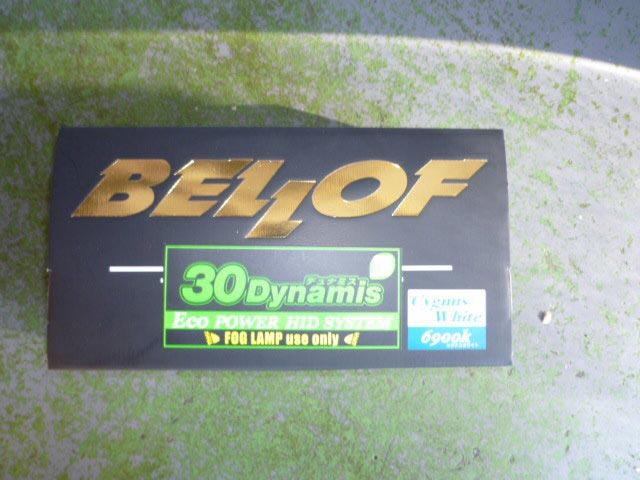 BELLOF
デュナミス
30Dynamis
Eco POWER HID SYSTEM
FOG LAMP use only
Cygnus
White
6900k